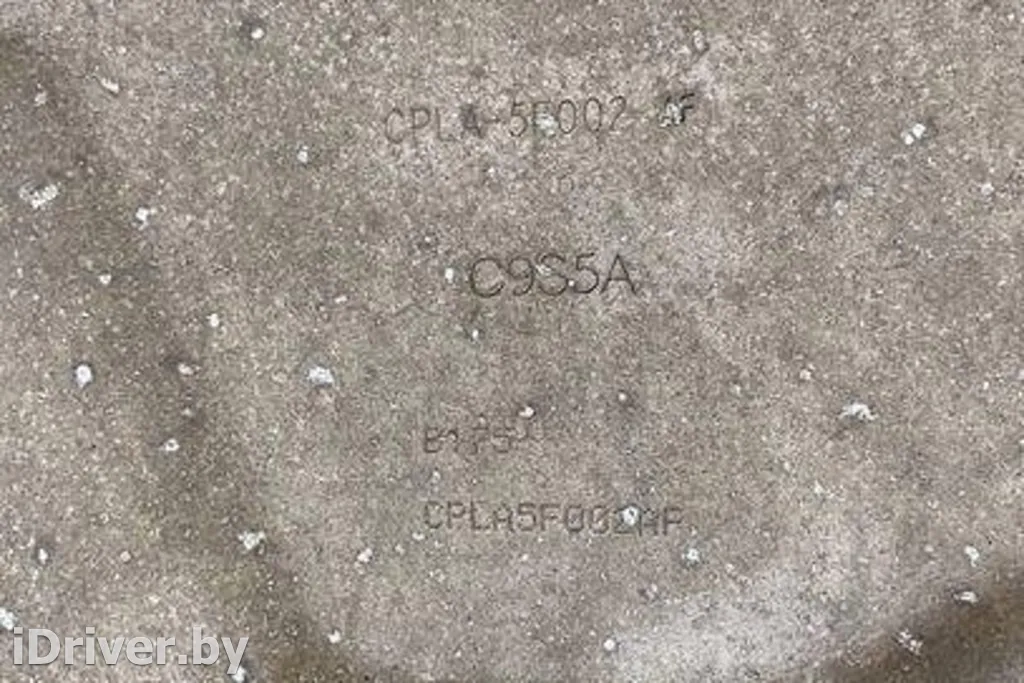 CPLA-5F002-AF
C9S5A
CPLA5F002AF
iDriver.by